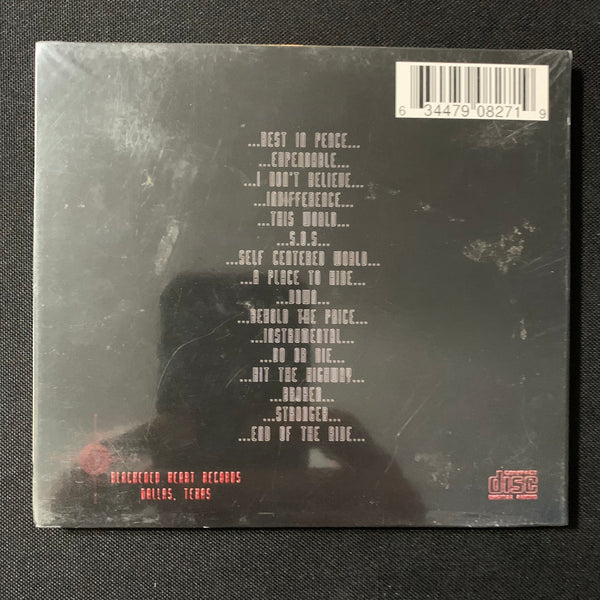 6 34479 08271 9
...REST IN PEACE...
...EXPENDABLE...
...I DON'T BELIEVE...
...INDIFFERENCE...
...THIS WORLD...
...S.O.S...
...SELF CENTERED WORLD...
...A PLACE TO HIDE...
...DOWN...
...BEHOLD THE PRICE...
...INSTRUMENTAL...
...DO OR DIE...
...HIT THE HIGHWAY...
...BROKEN...
...STRONGER...
...END OF THE RIDE...
BLACKENED HEART RECORDS
DALLAS, TEXAS
COMPACT
disc
DIGITAL AUDIO